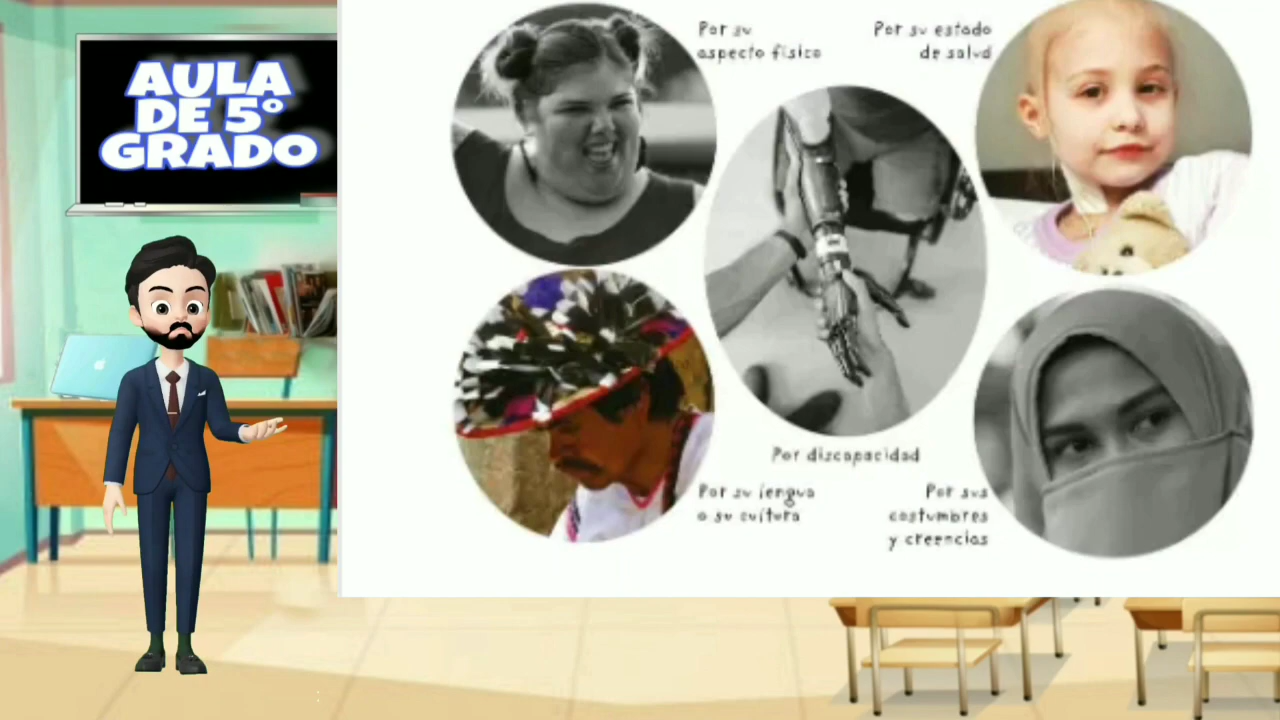 AULA
DE 5º
GRADO
Por su
aspecto físico
Por su estado
de salud
Por discapacidad
Por su lengua
o su cultura
Por sus
costumbres
y creencias